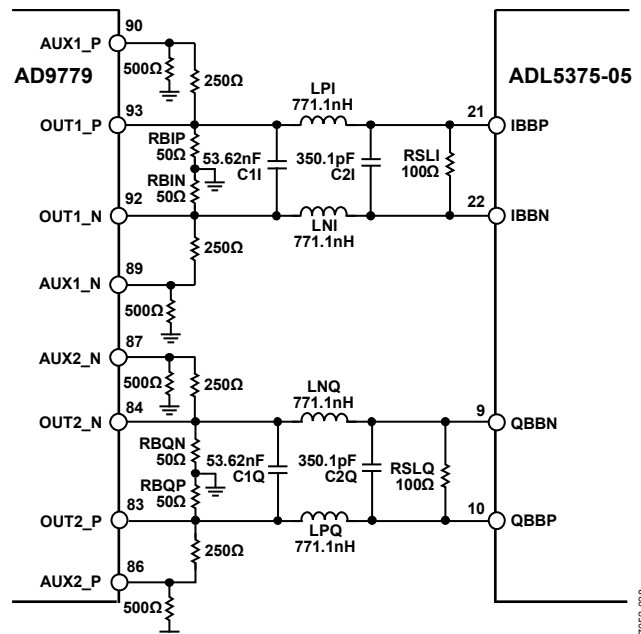 90
AUX1_P
AD9779
500Ω
250Ω
ADL5375-05
LPI
771.1nH
93
OUT1_P
21
IBBP
RBIP
50Ω
53.62nF
C1I
350.1pF
C2I
RSLI
100Ω
RBIN
50Ω
92
OUT1_N
22
IBBN
LNI
771.1nH
250Ω
89
AUX1_N
500Ω
87
AUX2_N
500Ω
250Ω
LNQ
771.1nH
84
OUT2_N
9
QBBN
RBQN
50Ω
53.62nF
C1Q
350.1pF
C2Q
RSLQ
100Ω
RBQP
50Ω
83
OUT2_P
10
QBBP
LPQ
771.1nH
250Ω
86
AUX2_P
500Ω